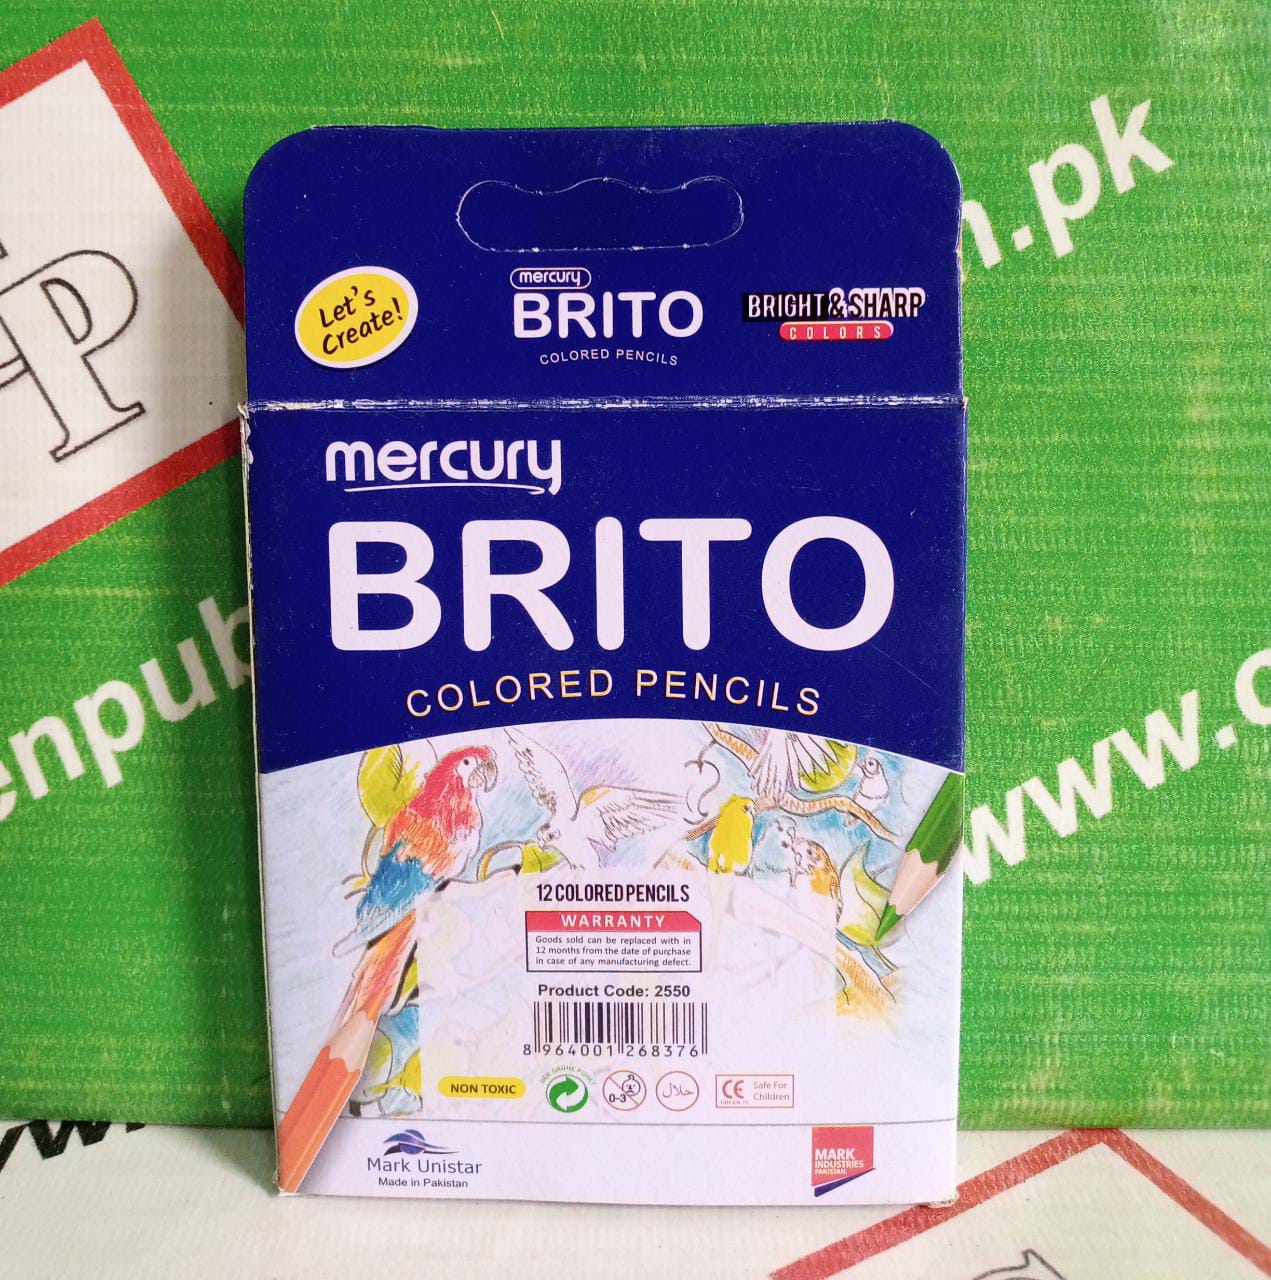 Let's
Create!
mercury
BRITO
COLORED PENCILS
BRIGHT & SHARP
COLORS
mercury
BRITO
COLORED PENCILS
12 COLORED PENCILS
WARRANTY
Goods sold can be replaced with in
12 months from the date of purchase
in case of any manufacturing defect.
Product Code: 2550
8 964001 268376
NON TOXIC
DER GRÜNE PUNKT
0-3
حلال
CE
Safe For
Children
Mark Unistar
Made in Pakistan
MARK
INDUSTRIES
PAKISTAN.
.pk
enpub
www.
P